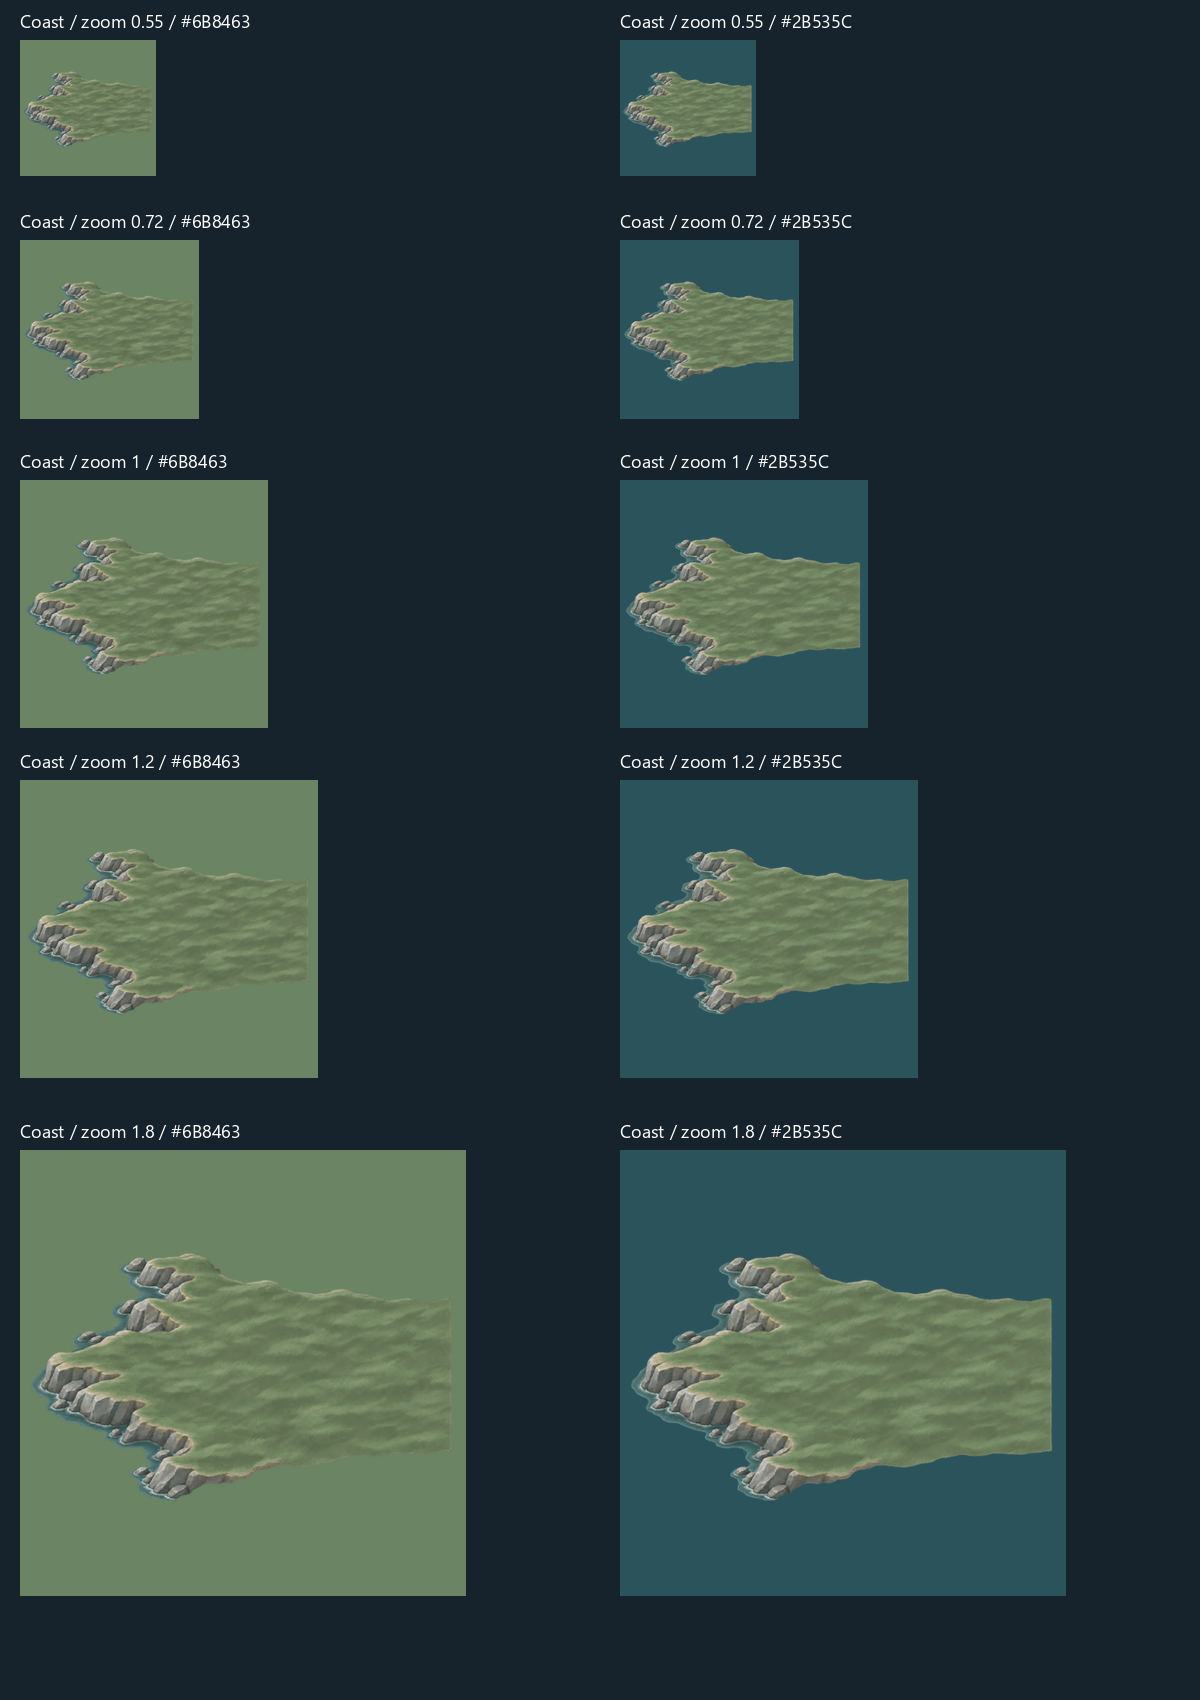 Coast / zoom 0.55 / #6B8463
Coast / zoom 0.55 / #2B535C
Coast / zoom 0.72 / #6B8463
Coast / zoom 0.72 / #2B535C
Coast / zoom 1 / #6B8463
Coast / zoom 1 / #2B535C
Coast / zoom 1.2 / #6B8463
Coast / zoom 1.2 / #2B535C
Coast / zoom 1.8 / #6B8463
Coast / zoom 1.8 / #2B535C